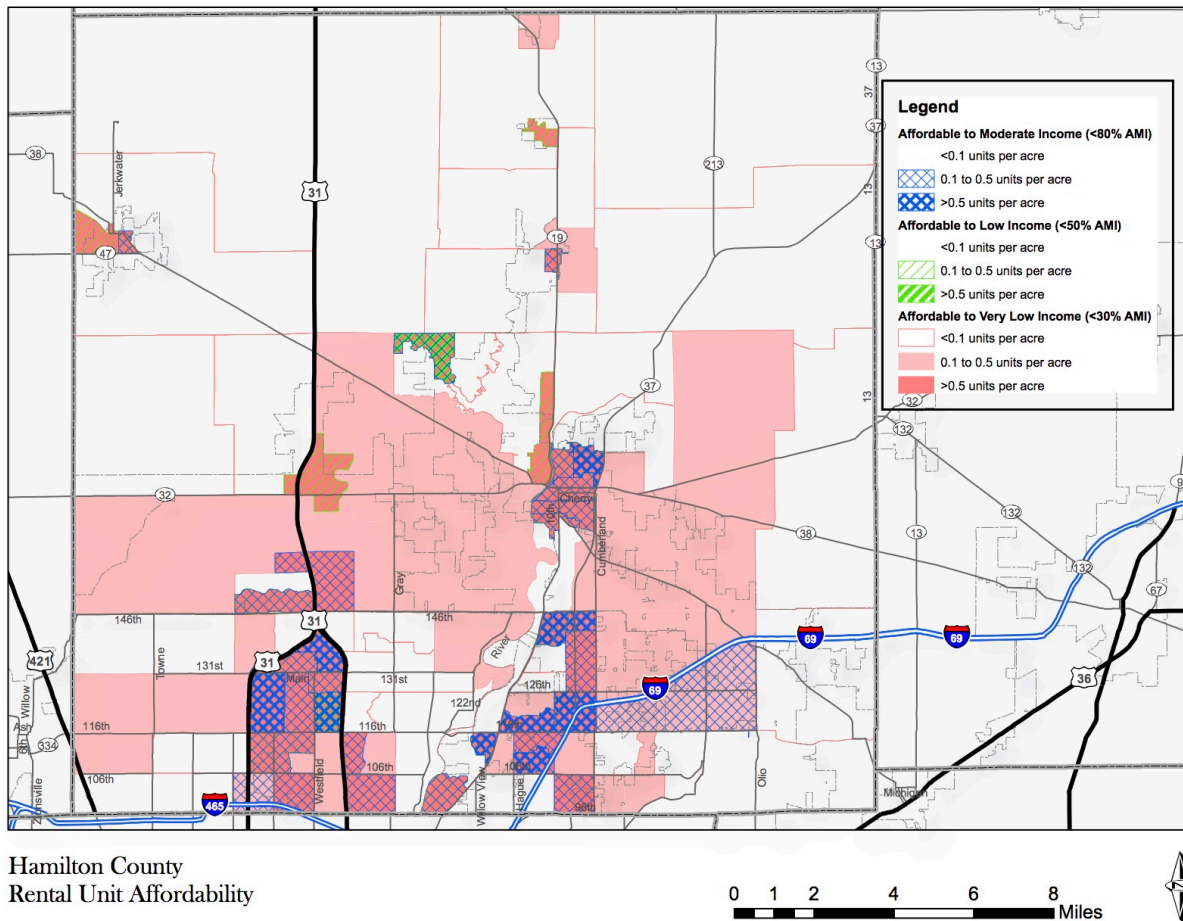 13
37
38
Jerkwater
37
31
213
13
13
19
47
Legend
Affordable to Moderate Income (<80% AMI)
<0.1 units per acre
0.1 to 0.5 units per acre
>0.5 units per acre
Affordable to Low Income (<50% AMI)
<0.1 units per acre
0.1 to 0.5 units per acre
>0.5 units per acre
Affordable to Very Low Income (<30% AMI)
<0.1 units per acre
0.1 to 0.5 units per acre
>0.5 units per acre
37
13
32
132
32
Cherry
10th
Cumberland
38
13
132
9
132
67
Gray
146th
31
146th
River
69
69
421
31
131st
Towne
Main
131st
126th
69
36
Willow
122nd
Ash
116th
116th
6th
334
106th
Westfield
106th
Olio
Michigan
Zionsville
465
Willow View
Hague
96th
Hamilton County
Rental Unit Affordability
0 1 2 4 6 8
Miles